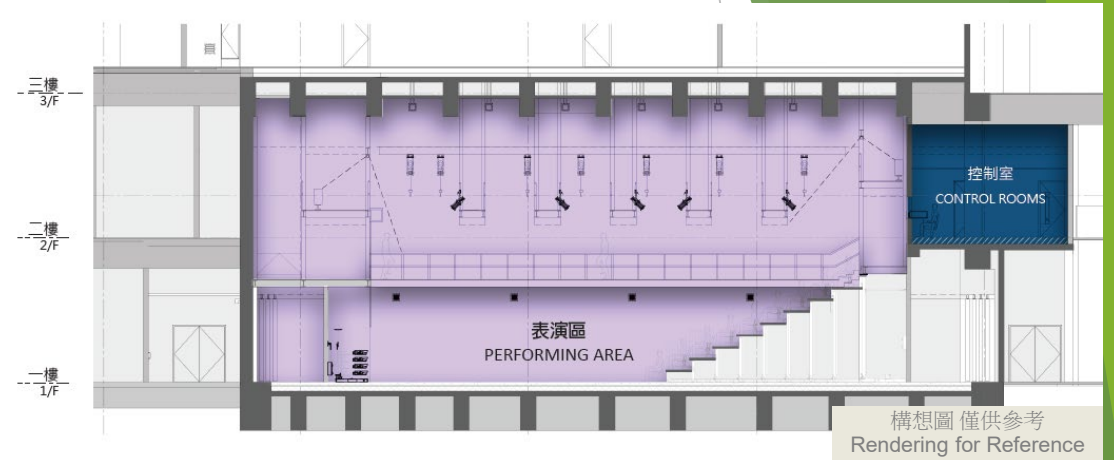 三樓
3/F
控制室
CONTROL ROOMS
二樓
2/F
表演區
PERFORMING AREA
一樓
1/F
構想圖 僅供參考
Rendering for Reference